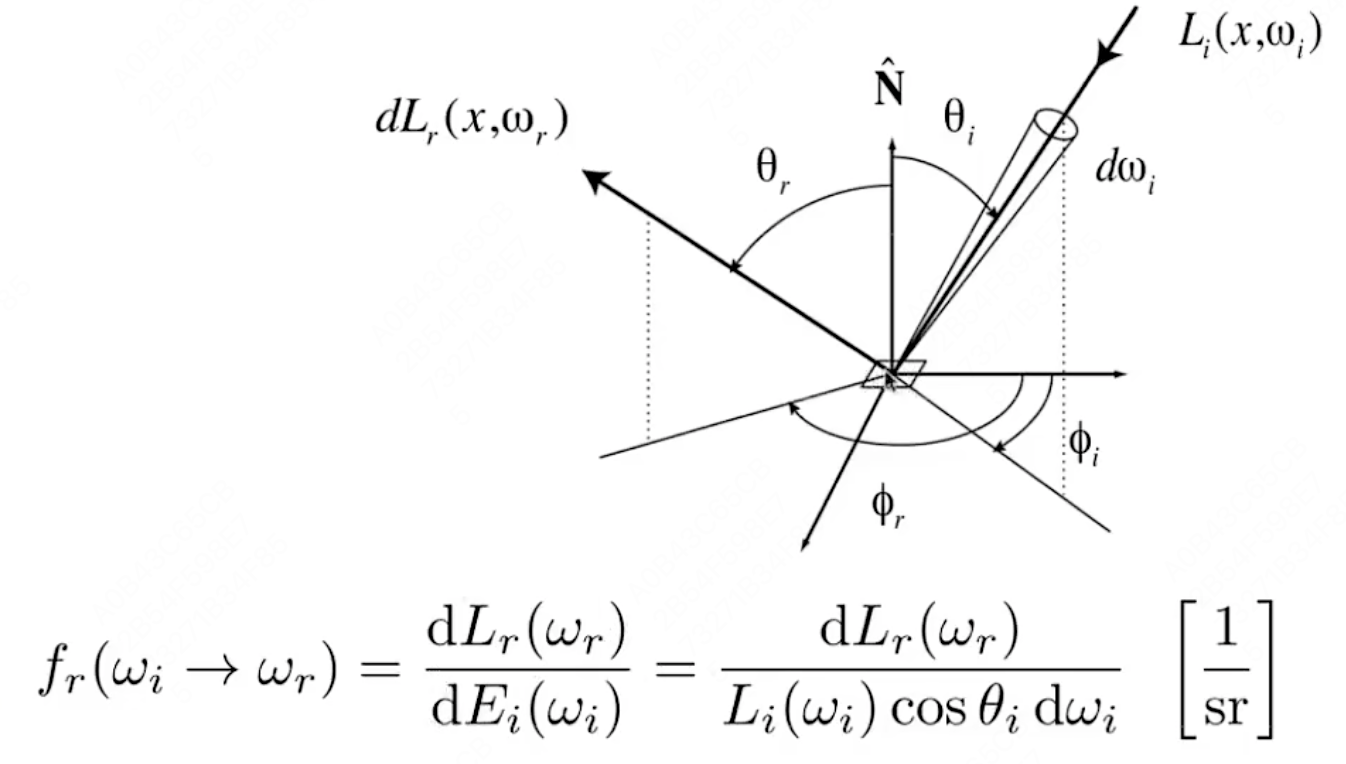 L_i(x,ω_i)
N̂
dL_r(x,ω_r)
θ_i
θ_r
dω_i
ϕ_i
ϕ_r
f_r(ω_i → ω_r) = dL_r(ω_r) / dE_i(ω_i) = dL_r(ω_r) / (L_i(ω_i) cos θ_i dω_i) [1/sr]